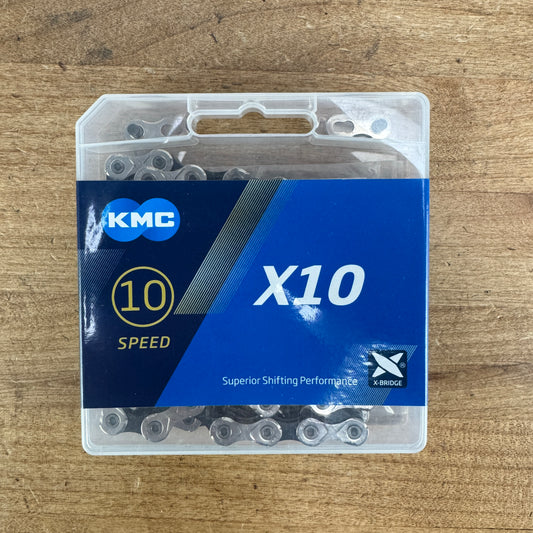 KMC
10
SPEED
X10
Superior Shifting Performance
X-BRIDGE
®